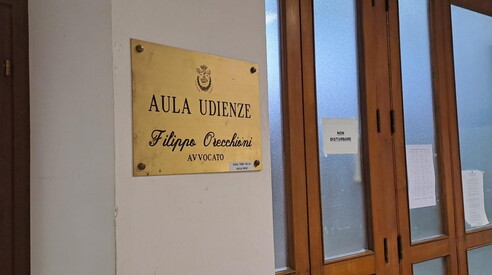 AULA UDIENZE
Filippo Orecchioni
AVVOCATO
NON
DISTURBARE